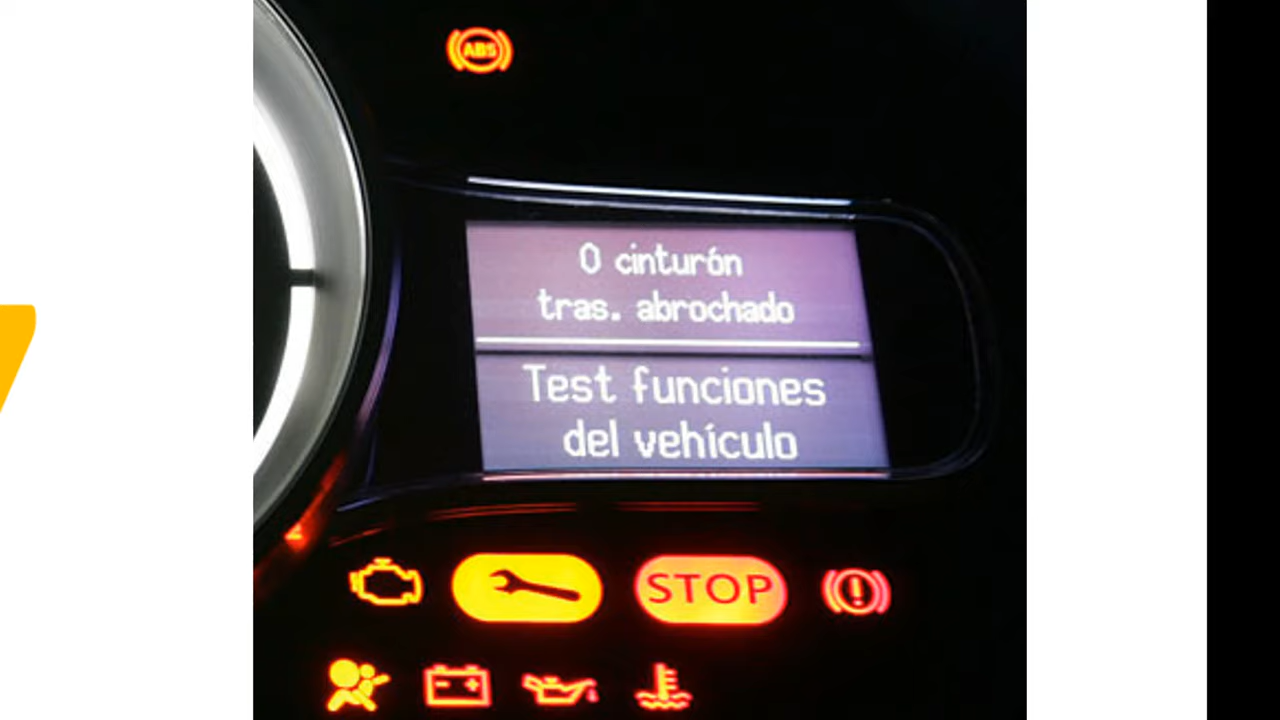 ABS
0 cinturón
tras. abrochado
Test funciones
del vehículo
STOP